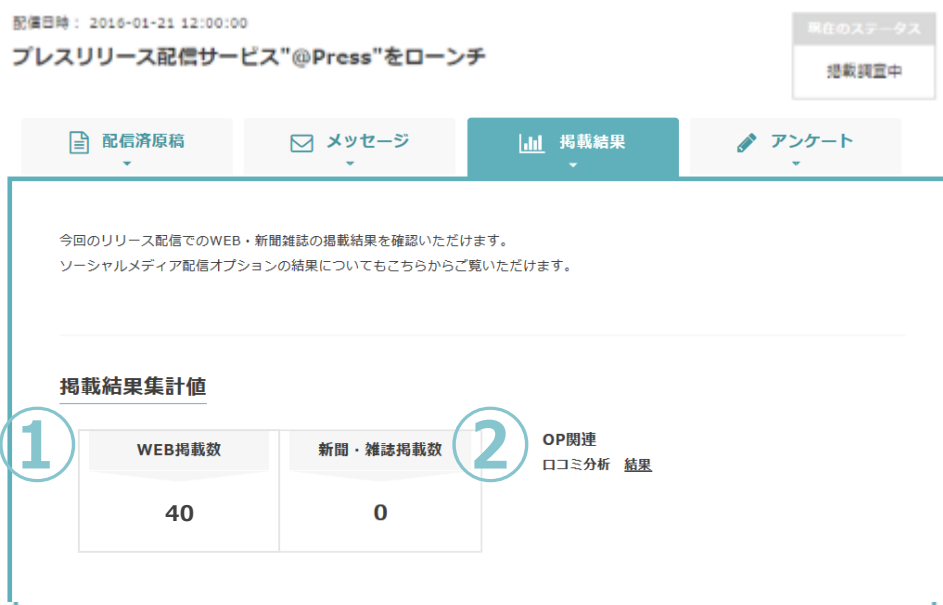 配信日時： 2016-01-21 12:00:00
プレスリリース配信サービス"@Press"をローンチ
現在のステータス
掲載調査中
配信済原稿
メッセージ
掲載結果
アンケート
今回のリリース配信でのWEB・新聞雑誌の掲載結果を確認いただけます。
ソーシャルメディア配信オプションの結果についてもこちらからご覧いただけます。
掲載結果集計値
1
WEB掲載数
新聞・雑誌掲載数
40
0
2
OP関連
口コミ分析 結果